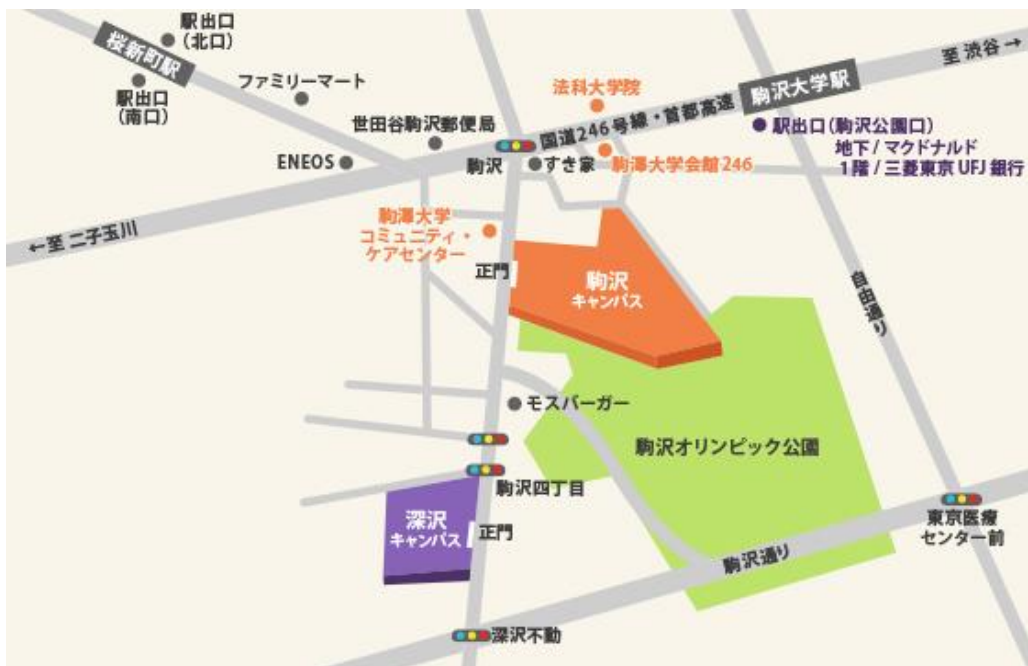 駅出口
(北口)
桜新町駅
駅出口
(南口)
ファミリーマート
世田谷駒沢郵便局
ENEOS
←至 二子玉川
法科大学院
国道246号線・首都高速
駒沢大学駅
至 渋谷→
駅出口(駒沢公園口)
地下/マクドナルド
1階/三菱東京UFJ銀行
駒沢
すき家
駒澤大学会館246
駒澤大学
コミュニティ・
ケアセンター
正門
駒沢
キャンパス
自由通り
モスバーガー
駒沢オリンピック公園
駒沢四丁目
深沢
キャンパス
正門
東京医療
センター前
駒沢通り
深沢不動